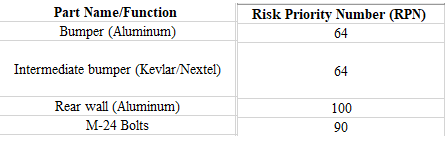 Part Name/Function Risk Priority Number (RPN)
Bumper (Aluminum) 64
Intermediate bumper (Kevlar/Nextel) 64
Rear wall (Aluminum) 100
M-24 Bolts 90